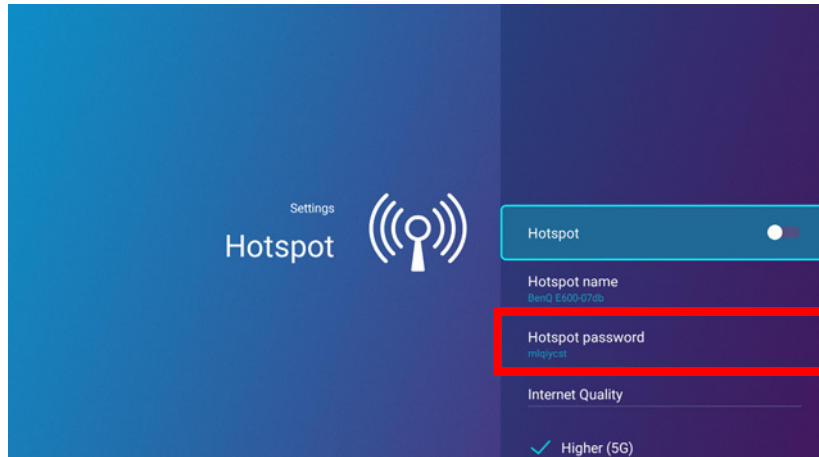 Settings
Hotspot
Hotspot
Hotspot name
BenQ E600-07db
Hotspot password
mlqiycst
Internet Quality
Higher (5G)